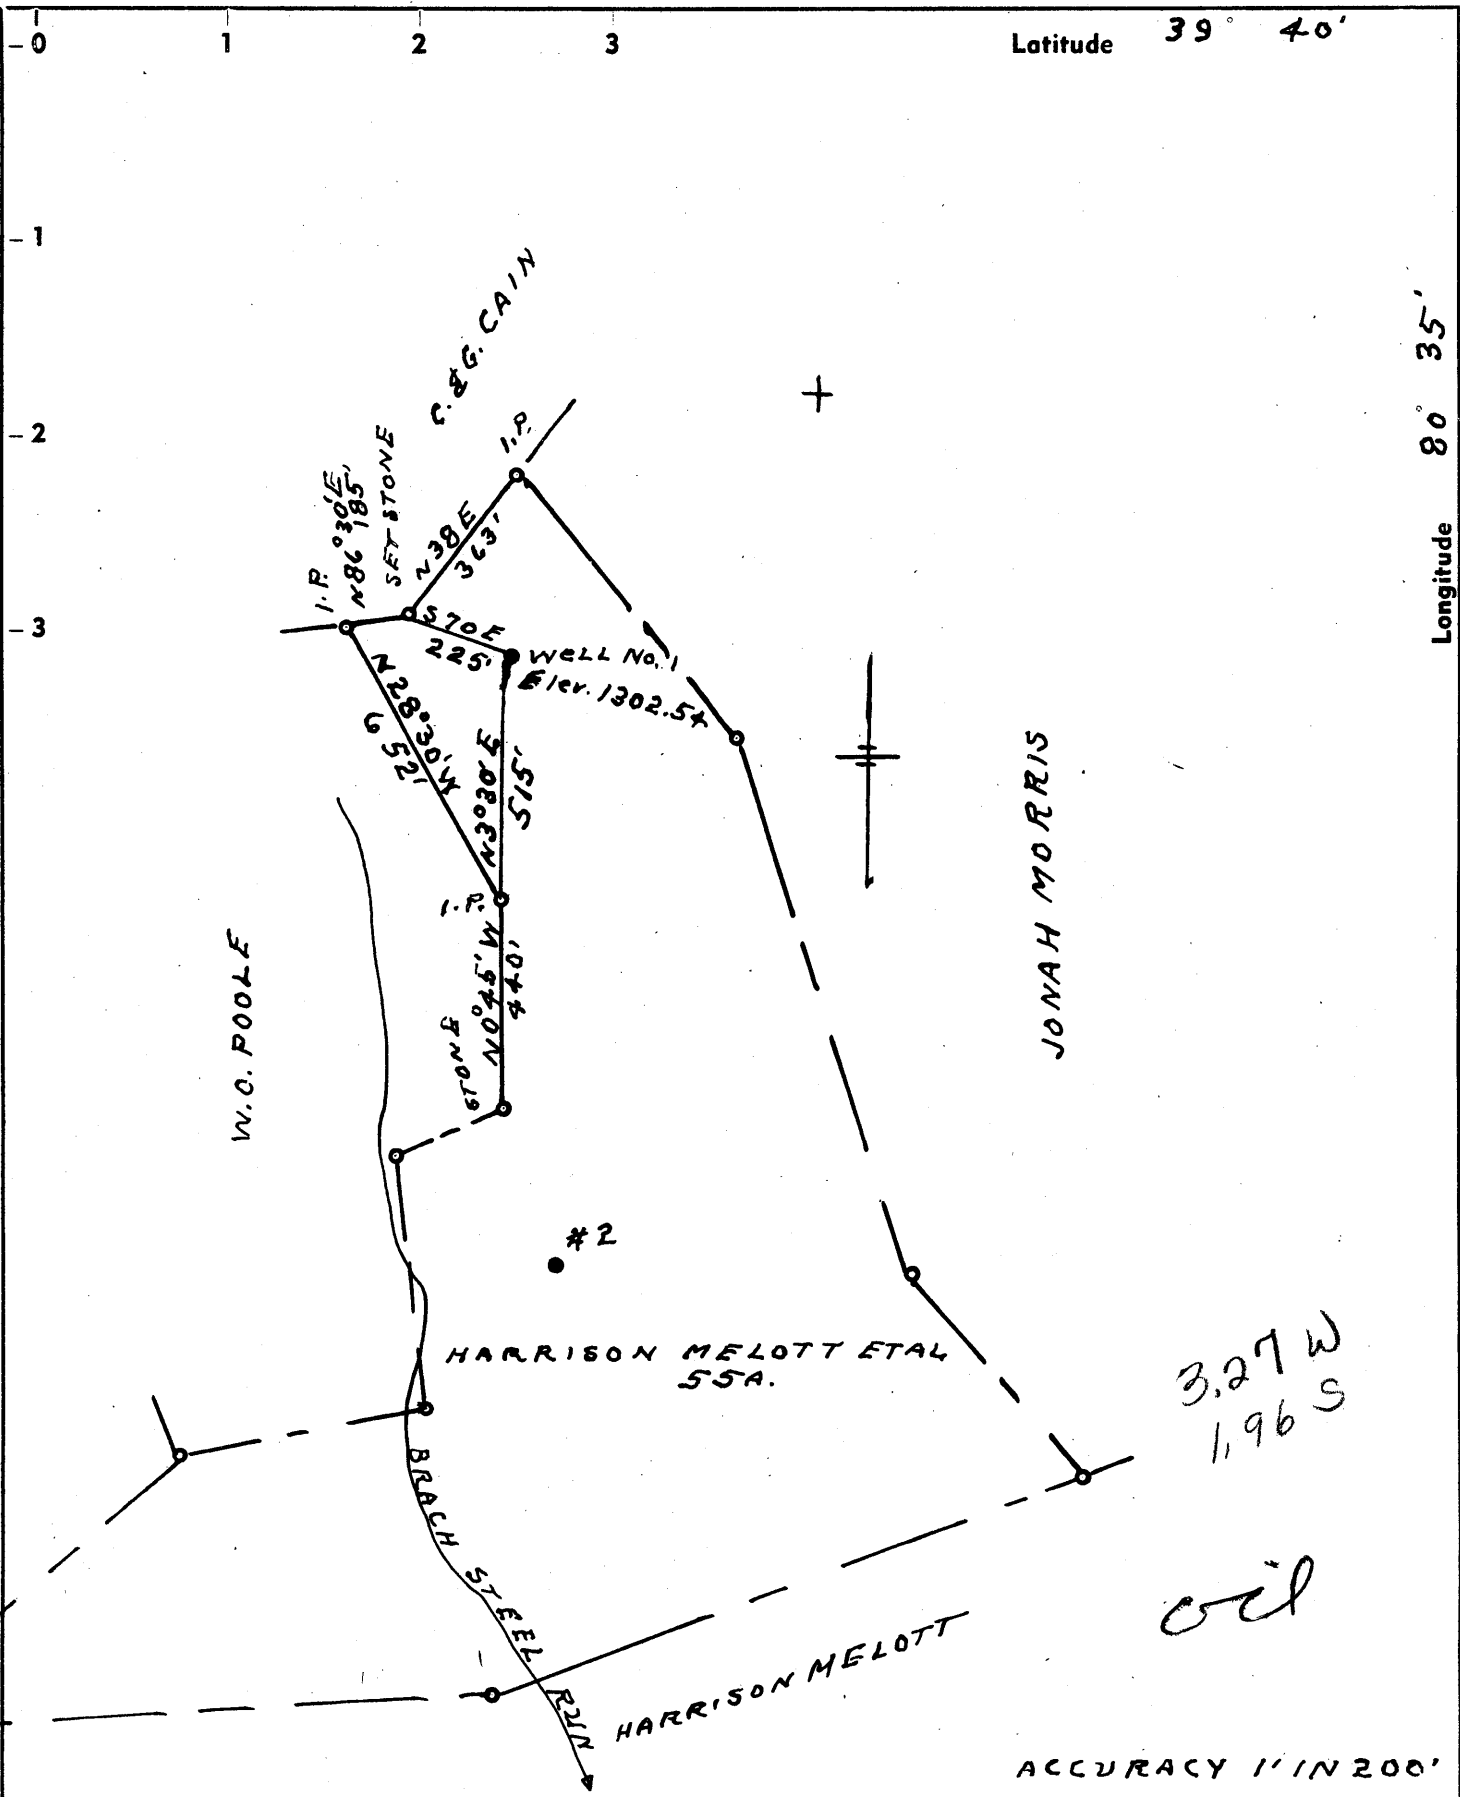 0 1 2 3
Latitude 39° 40'
1
2
3
Longitude 80° 35'
C. & G. CAIN
I.P.
I.P.
N86°30'E
185'
SET STONE
N38E
363'
S70E
225'
WELL No. 1
Elev. 1302.54
N28°30'W
652'
N3°30'E
515'
I.P.
N0°45'W
440'
STONE
W.C. POOLE
JONAH MORRIS
#2
HARRISON MELOTT ETAL
55A.
3.27 W
1.96 S
BRACH STEEL RUN
oil
HARRISON MELOTT
ACCURACY 1' IN 200'